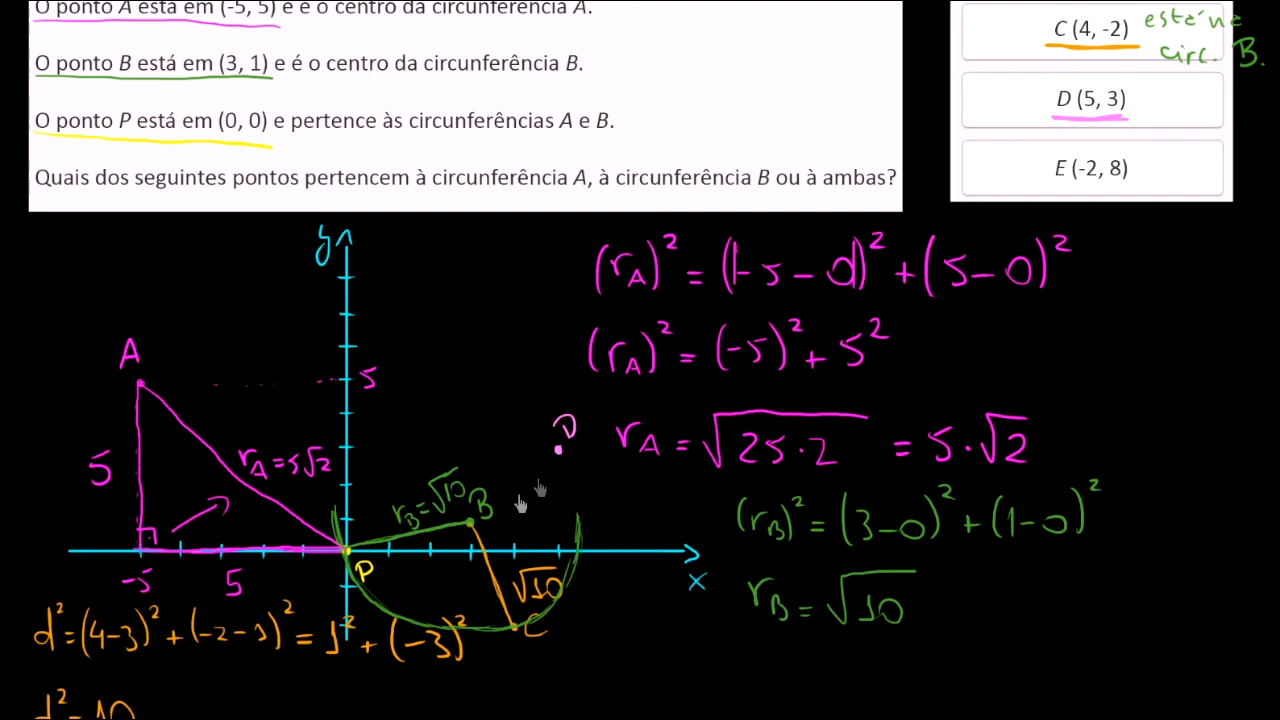 O ponto A está em (-5, 5) e é o centro da circunferência A.
O ponto B está em (3, 1) e é o centro da circunferência B.
O ponto P está em (0, 0) e pertence às circunferências A e B.
Quais dos seguintes pontos pertencem à circunferência A, à circunferência B ou à ambas?
C (4, -2) está na
circ. B.
D (5, 3)
E (-2, 8)
y
A
5
5
r_A = 5√2
-5
5
P
r_B = √10
B
D
√10
C
x
(r_A)² = (-5 - 0)² + (5 - 0)²
(r_A)² = (-5)² + 5²
r_A = √25·2 = 5·√2
(r_B)² = (3-0)² + (1-0)²
r_B = √10
d² = (4-3)² + (-2-1)² = 1² + (-3)²
d² = 10